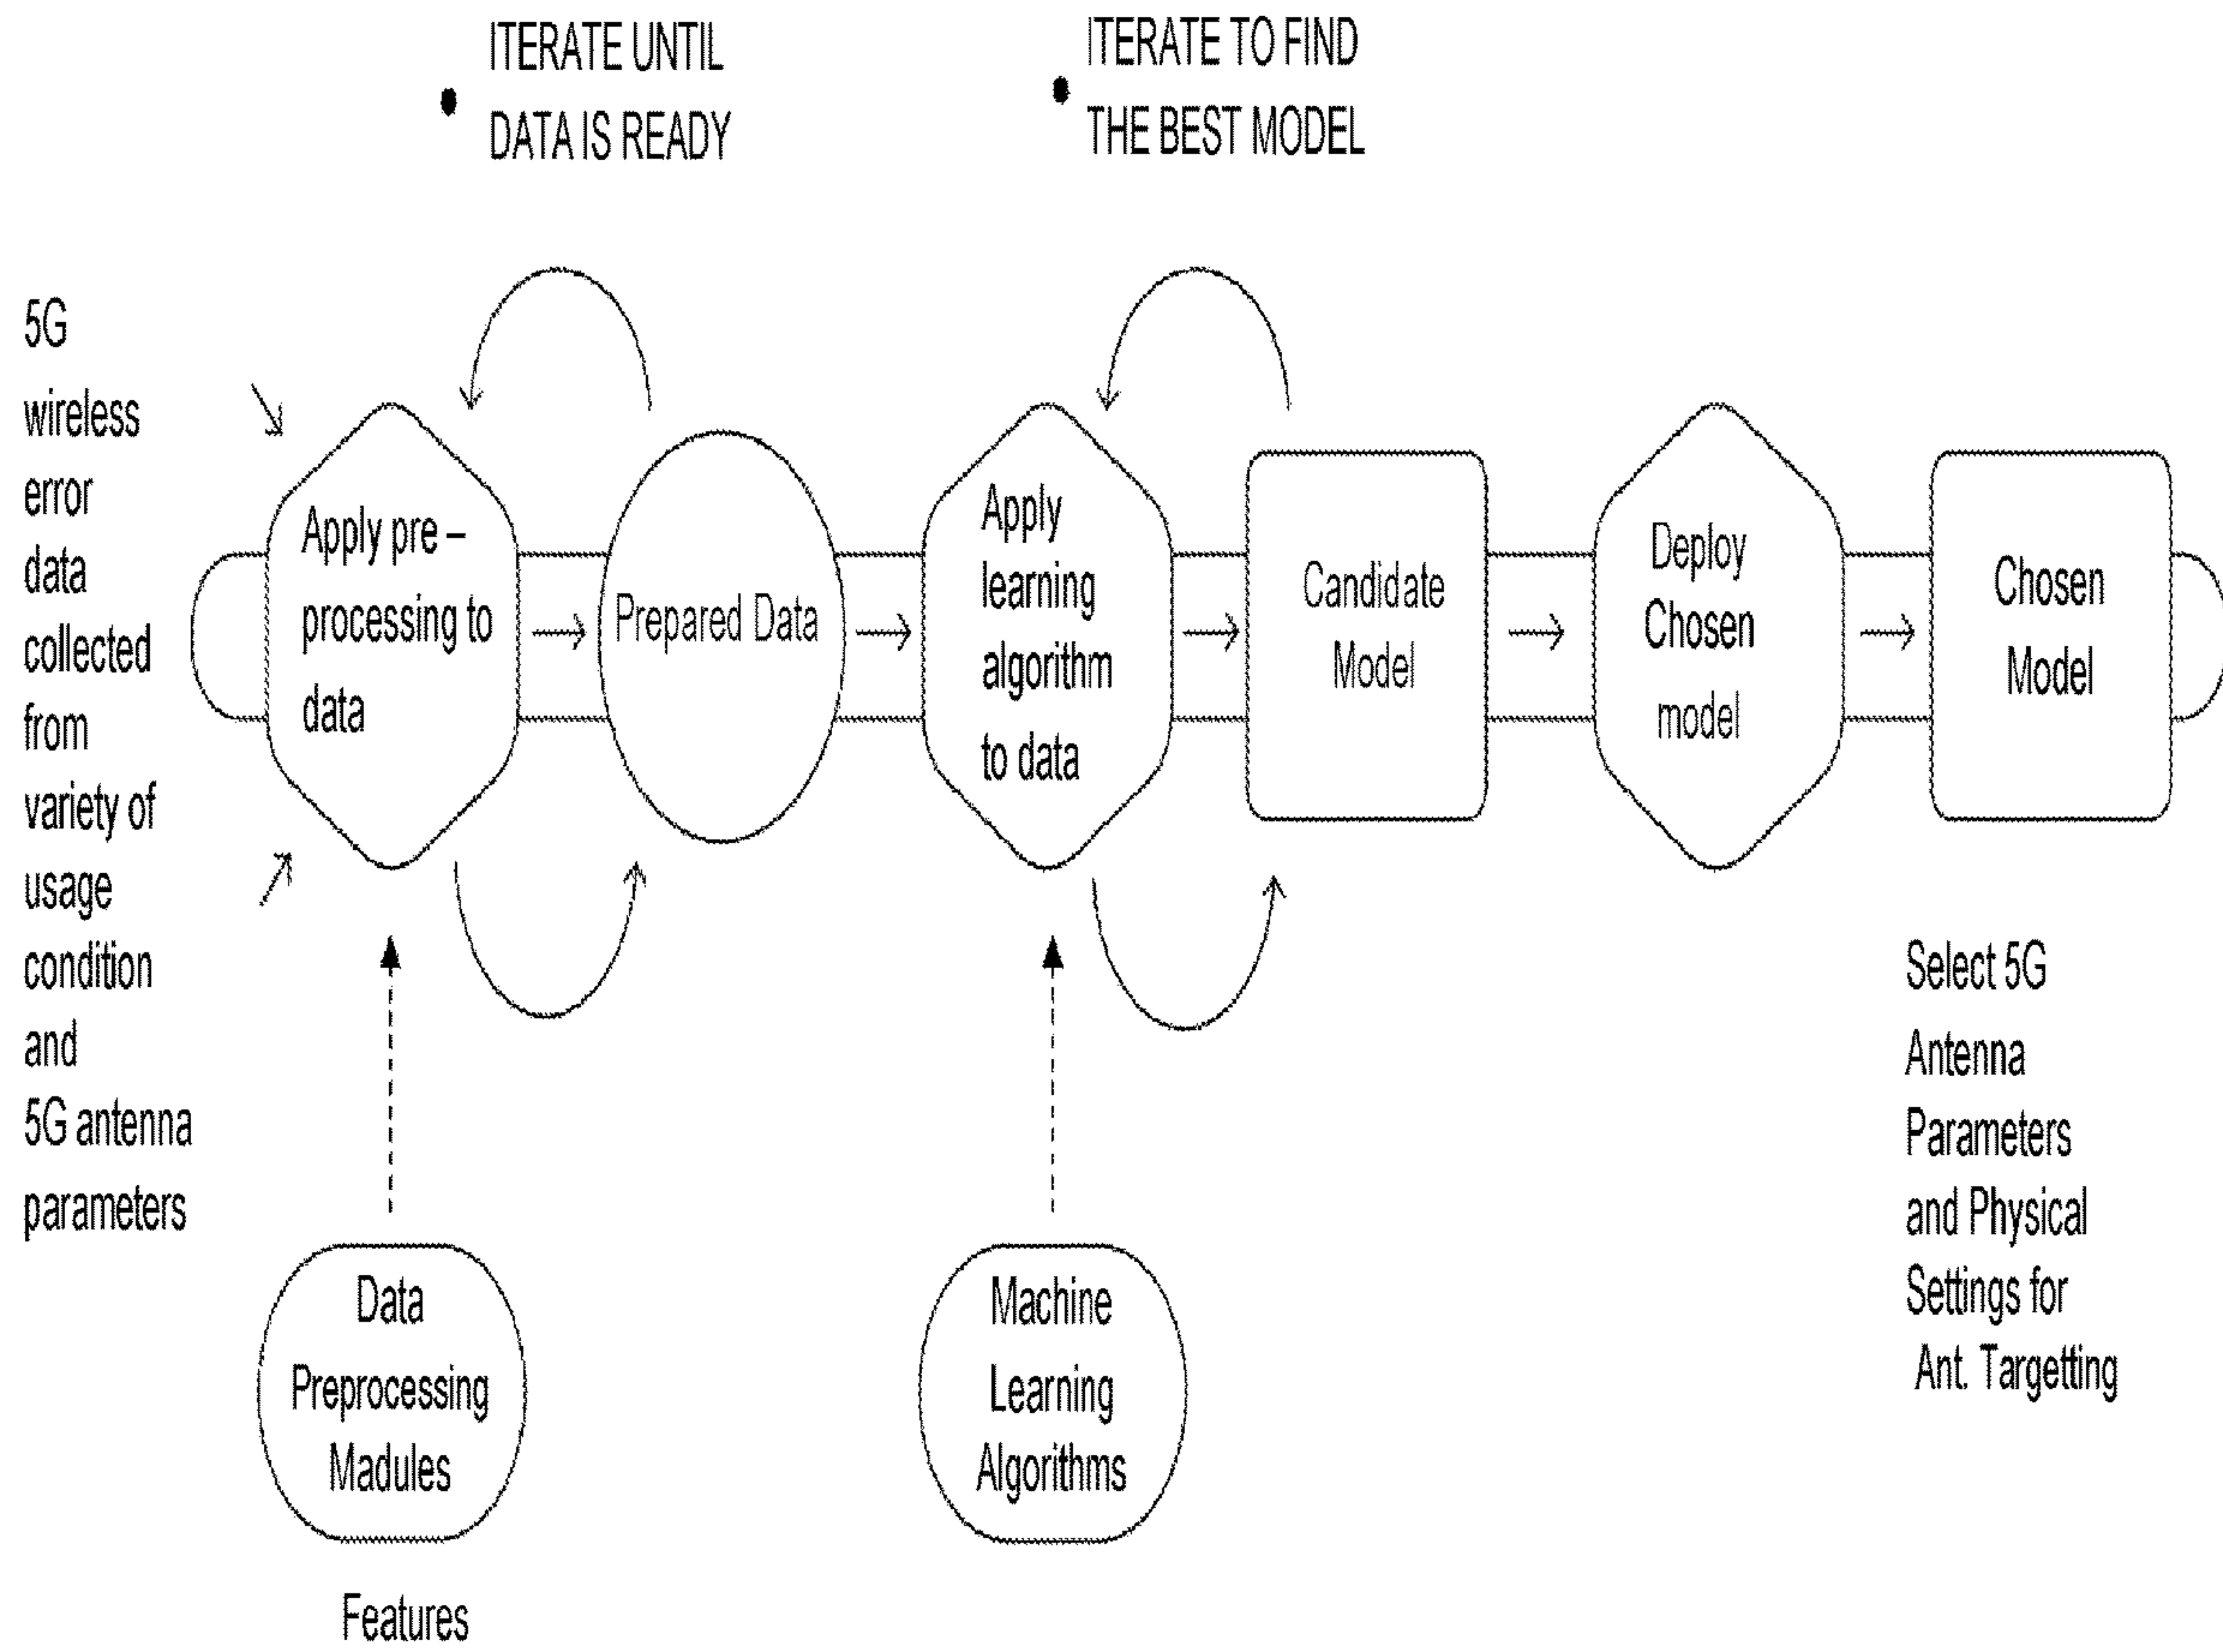 ITERATE UNTIL
DATA IS READY
ITERATE TO FIND
THE BEST MODEL
5G
wireless
error
data
collected
from
variety of
usage
condition
and
5G antenna
parameters
Apply pre –
processing to
data
Prepared Data
Apply
learning
algorithm
to data
Candidate
Model
Deploy
Chosen
model
Chosen
Model
Data
Preprocessing
Madules
Features
Machine
Learning
Algorithms
Select 5G
Antenna
Parameters
and Physical
Settings for
Ant. Targetting